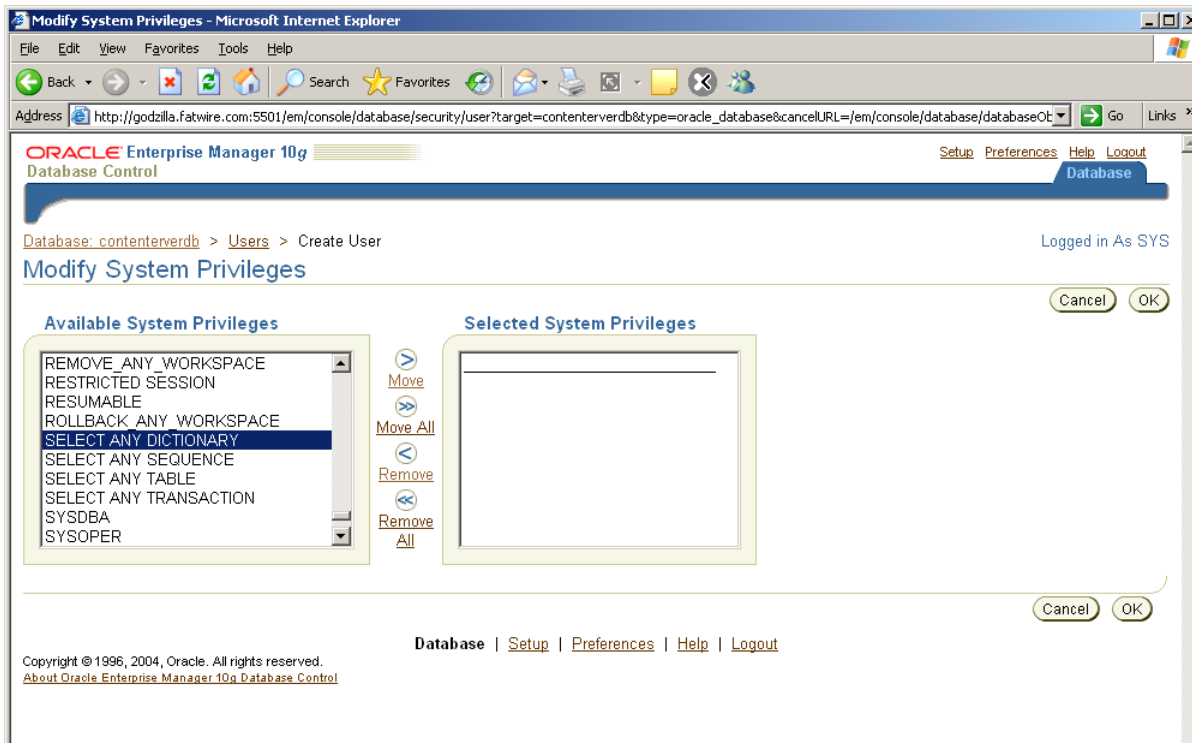 Modify System Privileges - Microsoft Internet Explorer
File Edit View Favorites Tools Help
Back Search Favorites
Address http://godzilla.fatwire.com:5501/em/console/database/security/user?target=contenterverdb&type=oracle_database&cancelURL=/em/console/database/databaseOb Go Links »
ORACLE Enterprise Manager 10g
Database Control
Setup Preferences Help Logout
Database
Database: contenterverdb > Users > Create User
Logged in As SYS
Modify System Privileges
Cancel OK
Available System Privileges
REMOVE_ANY_WORKSPACE
RESTRICTED SESSION
RESUMABLE
ROLLBACK_ANY_WORKSPACE
SELECT ANY DICTIONARY
SELECT ANY SEQUENCE
SELECT ANY TABLE
SELECT ANY TRANSACTION
SYSDBA
SYSOPER
Move
Move All
Remove
Remove
All
Selected System Privileges
Cancel OK
Database | Setup | Preferences | Help | Logout
Copyright © 1996, 2004, Oracle. All rights reserved.
About Oracle Enterprise Manager 10g Database Control